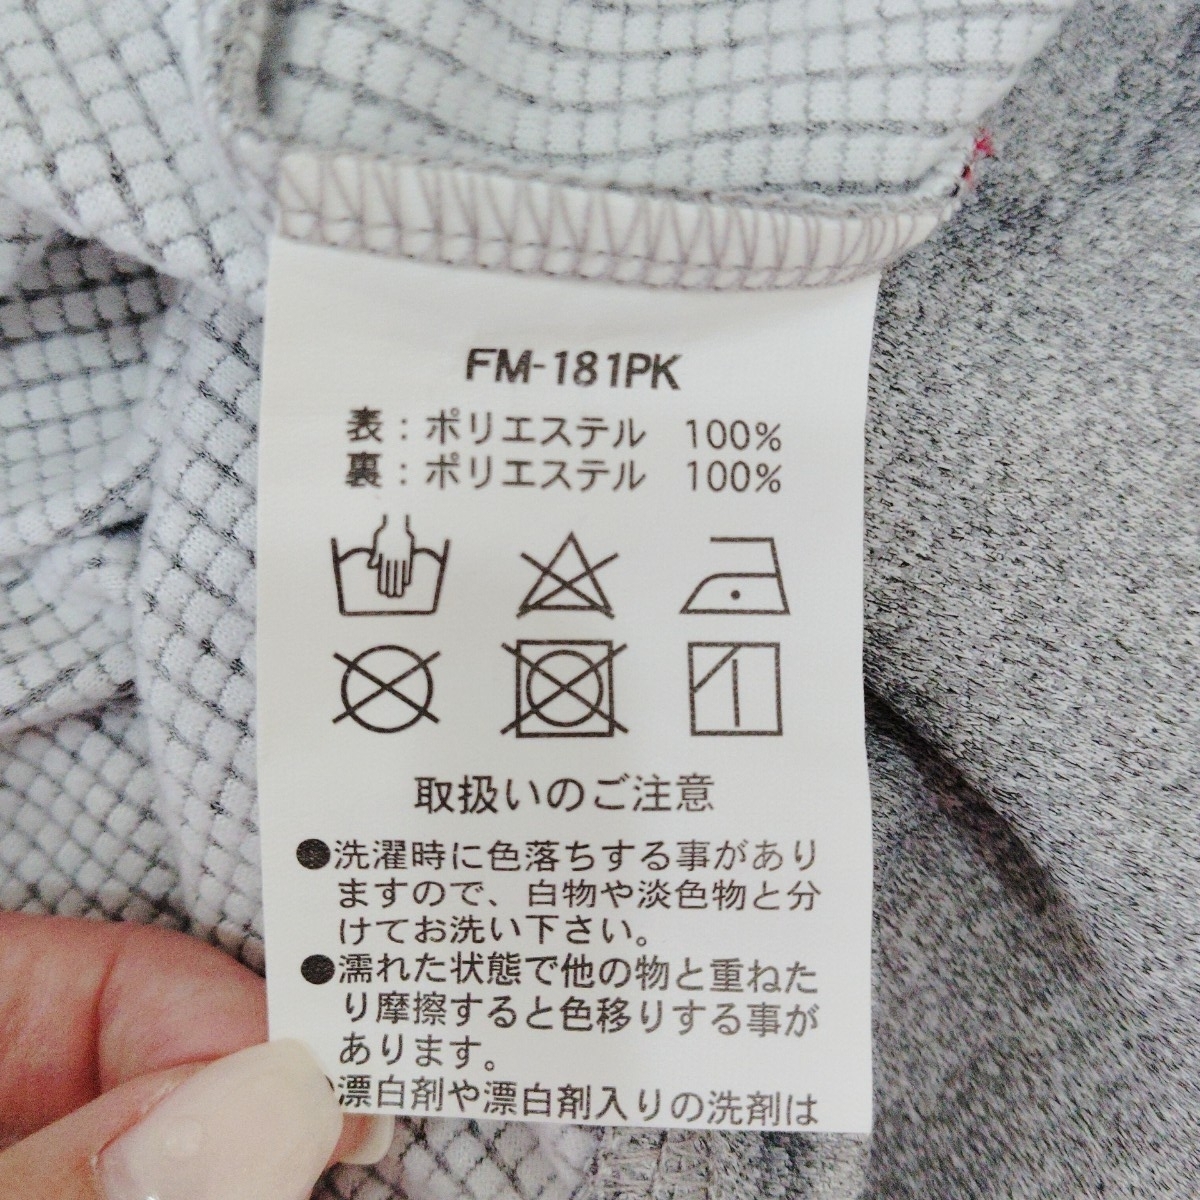 FM-181PK
表：ポリエステル 100%
裏：ポリエステル 100%
取扱いのご注意
●洗濯時に色落ちする事があり
ますので、白物や淡色物と分
けてお洗い下さい。
●濡れた状態で他の物と重ねた
り摩擦すると色移りする事が
あります。
●漂白剤や漂白剤入りの洗剤は